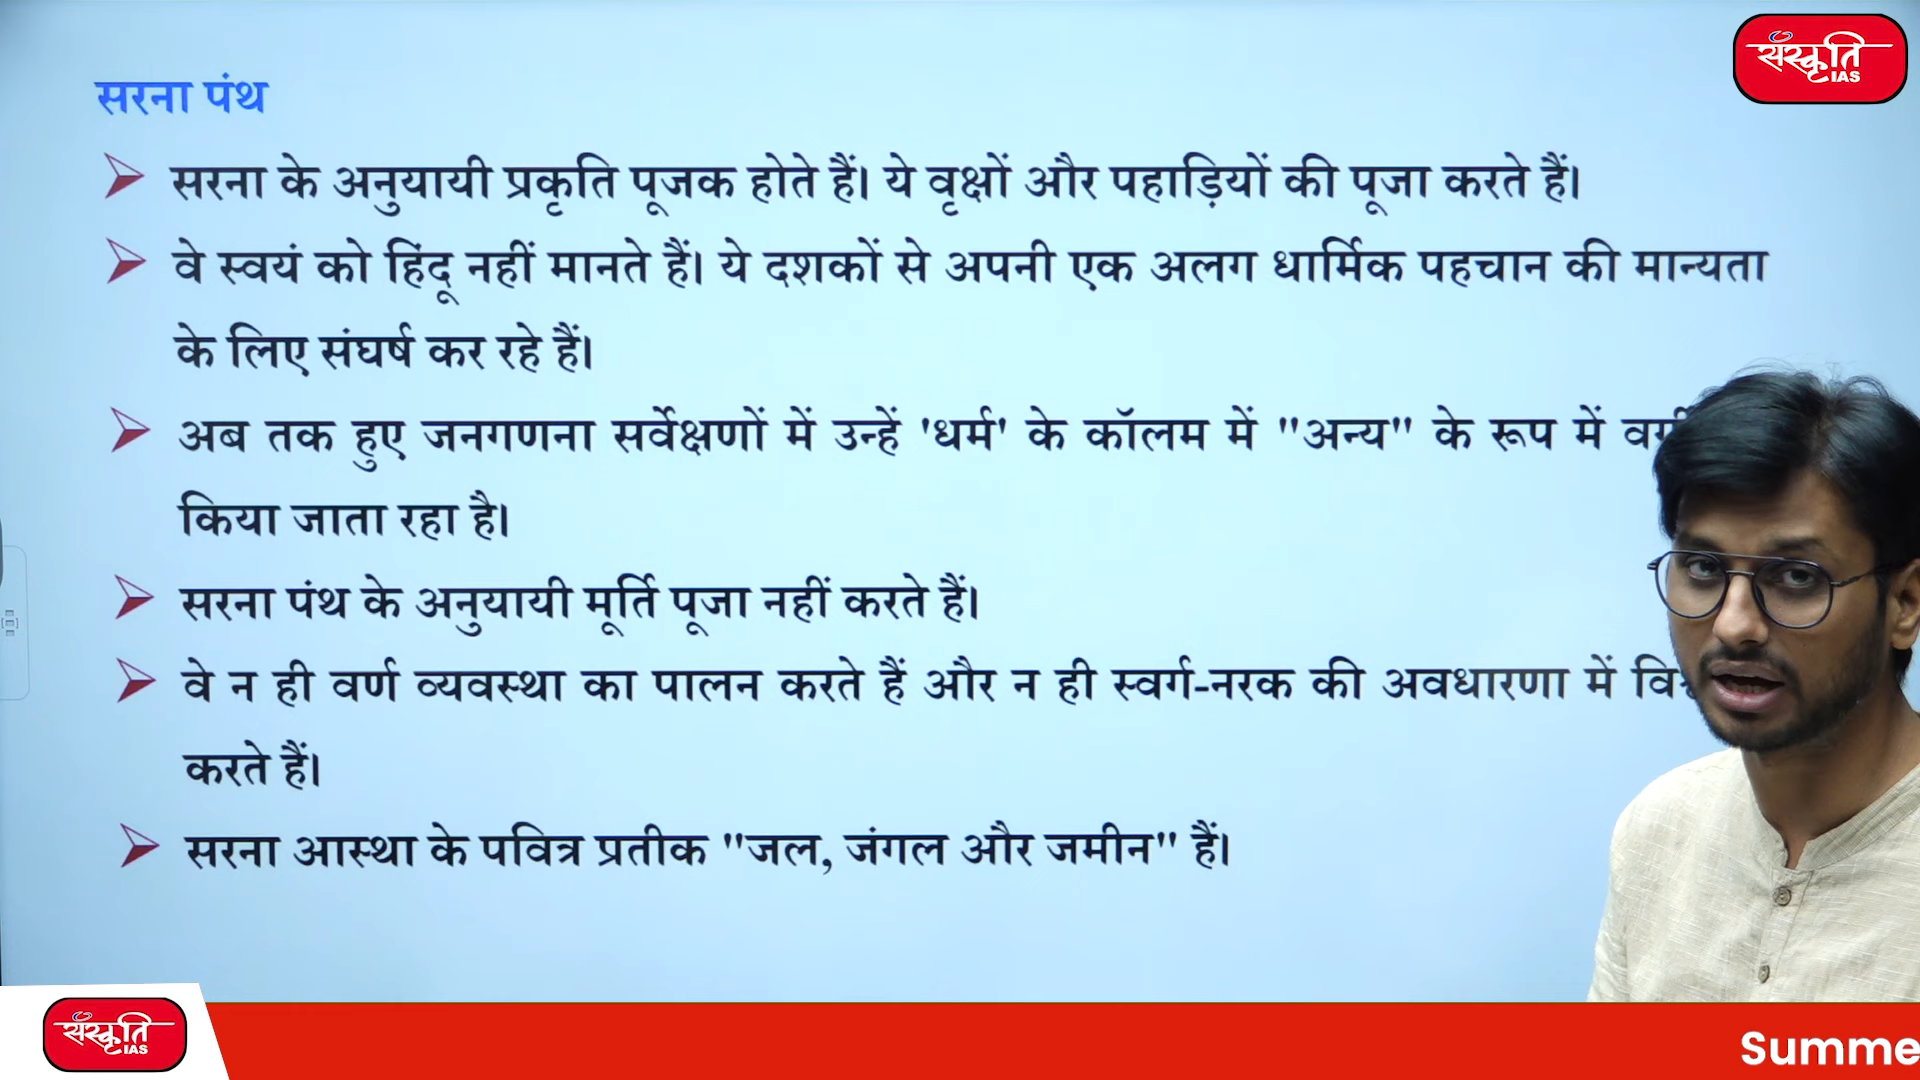 संस्कृति
IAS
सरना पंथ
सरना के अनुयायी प्रकृति पूजक होते हैं। ये वृक्षों और पहाड़ियों की पूजा करते हैं।
वे स्वयं को हिंदू नहीं मानते हैं। ये दशकों से अपनी एक अलग धार्मिक पहचान की मान्यता
के लिए संघर्ष कर रहे हैं।
अब तक हुए जनगणना सर्वेक्षणों में उन्हें 'धर्म' के कॉलम में "अन्य" के रूप में
किया जाता रहा है।
सरना पंथ के अनुयायी मूर्ति पूजा नहीं करते हैं।
वे न ही वर्ण व्यवस्था का पालन करते हैं और न ही स्वर्ग-नरक की अवधारणा में
करते हैं।
सरना आस्था के पवित्र प्रतीक "जल, जंगल और जमीन" हैं।
संस्कृति
IAS
Summe